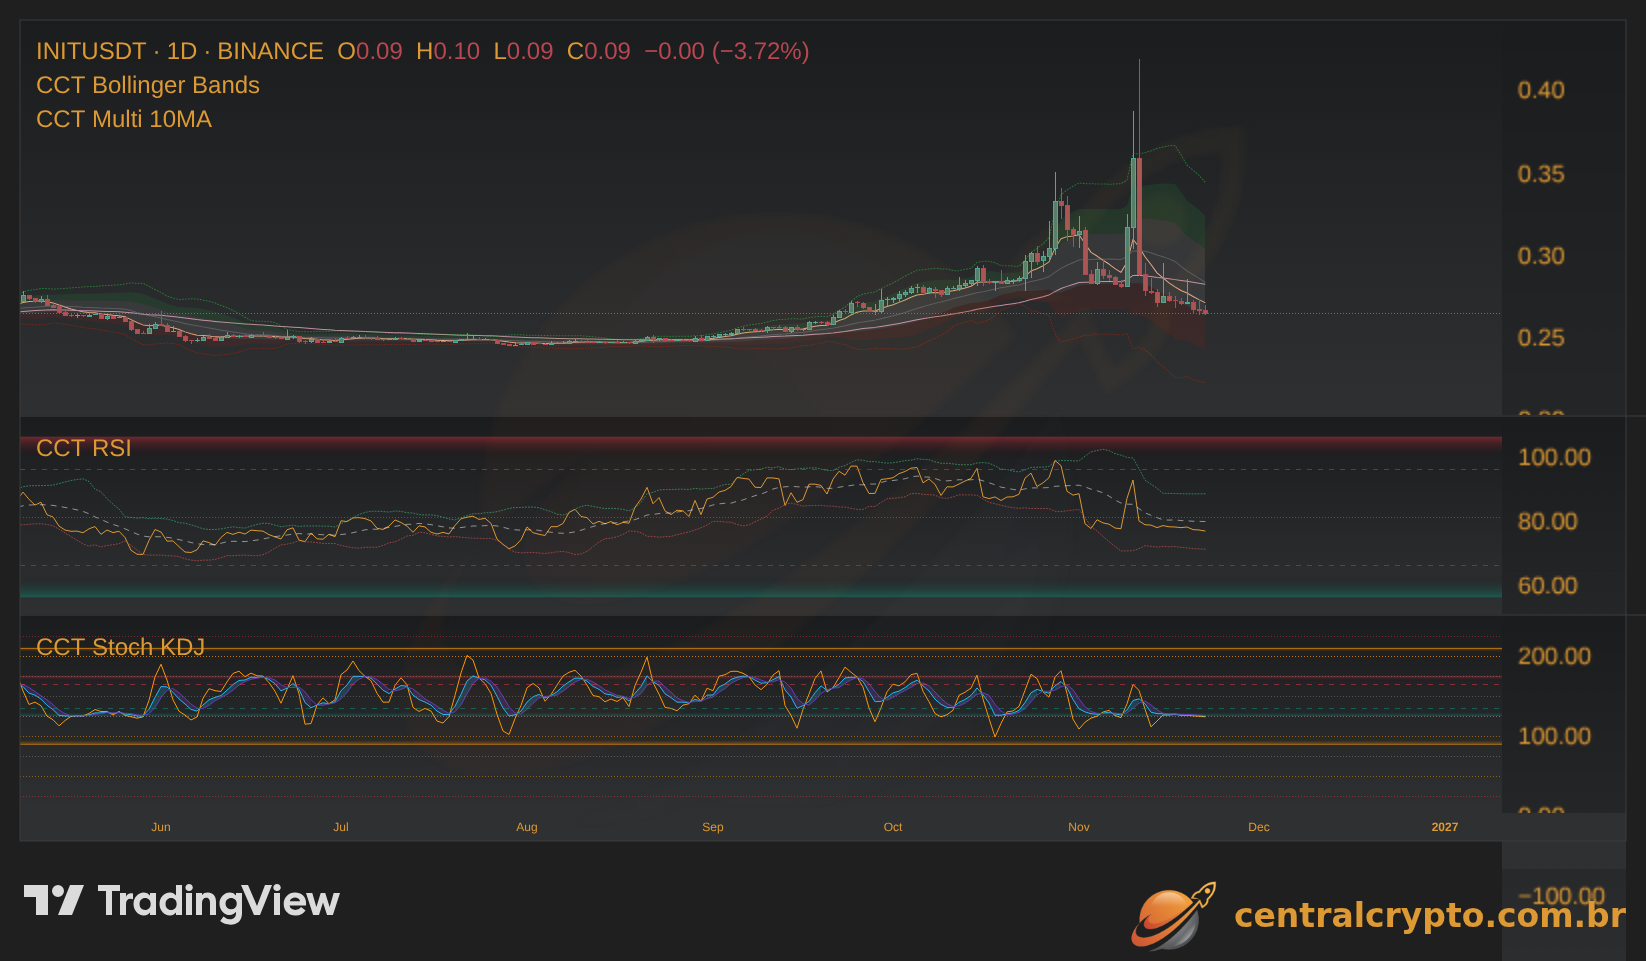 INITUSDT · 1D · BINANCE O0.09 H0.10 L0.09 C0.09 −0.00 (−3.72%)
CCT Bollinger Bands
CCT Multi 10MA
0.40
0.35
0.30
0.25
CCT RSI
100.00
80.00
60.00
CCT Stoch KDJ
200.00
100.00
Jun Jul Aug Sep Oct Nov Dec 2027
−100.00
TradingView
centralcrypto.com.br